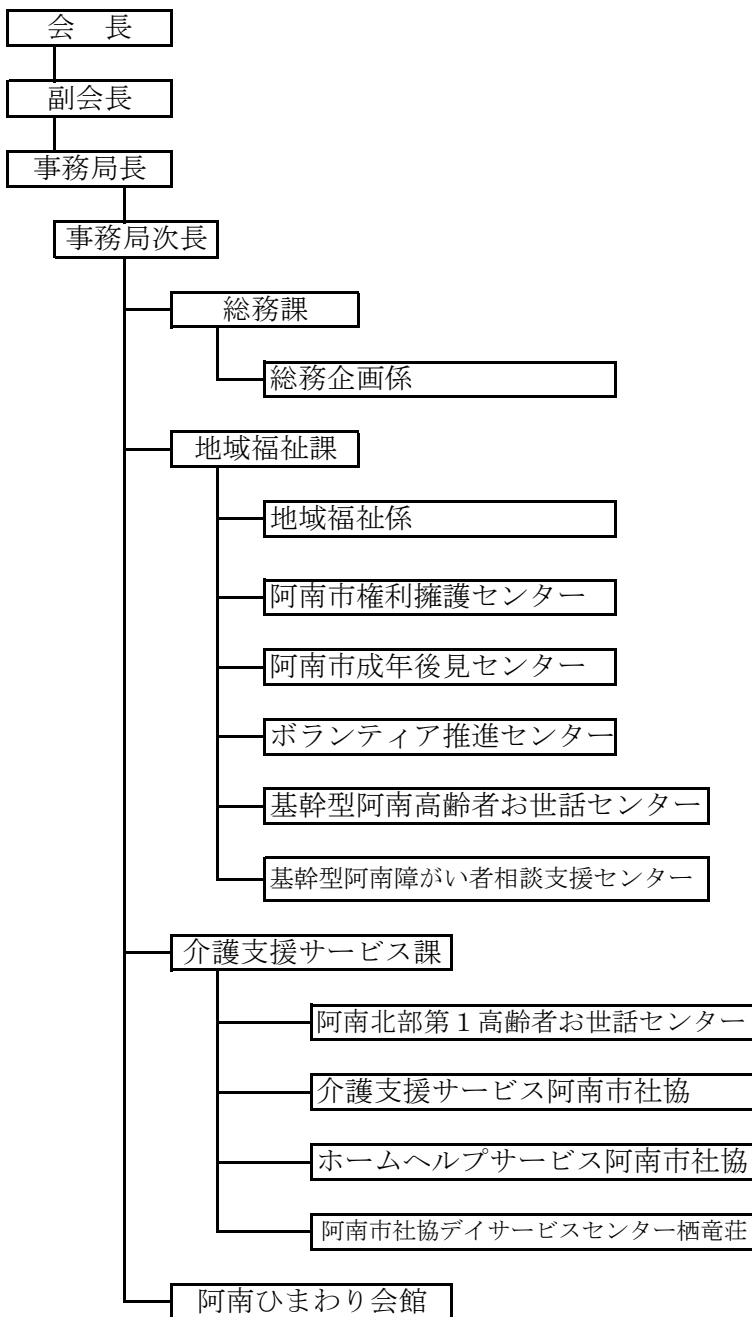 会　長
副会長
事務局長
事務局次長
総務課
総務企画係
地域福祉課
地域福祉係
阿南市権利擁護センター
阿南市成年後見センター
ボランティア推進センター
基幹型阿南高齢者お世話センター
基幹型阿南障がい者相談支援センター
介護支援サービス課
阿南北部第１高齢者お世話センター
介護支援サービス阿南市社協
ホームヘルプサービス阿南市社協
阿南市社協デイサービスセンター栖竜荘
阿南ひまわり会館